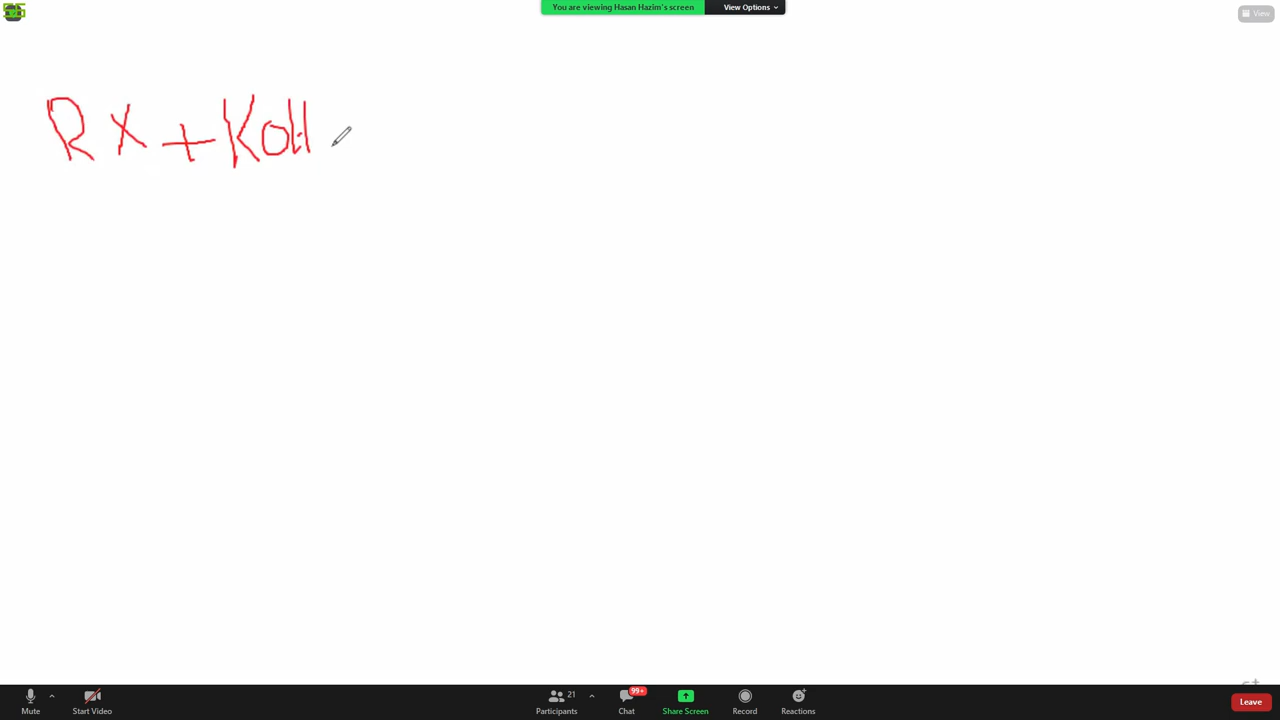 You are viewing Hasan Hazim's screen
View Options
View
RX + KOH
Mute
Start Video
Participants
21
Chat
99+
Share Screen
Record
Reactions
Leave